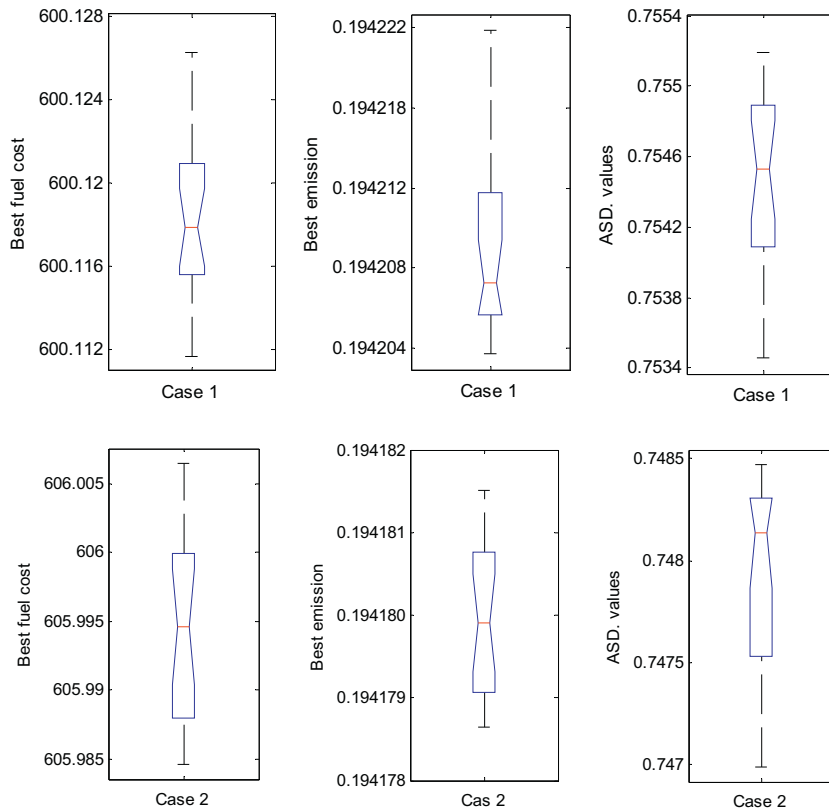 Best fuel cost
600.128
600.124
600.12
600.116
600.112
Case 1
Best emission
0.194222
0.194218
0.194212
0.194208
0.194204
Case 1
ASD. values
0.7554
0.755
0.7546
0.7542
0.7538
0.7534
Case 1
Best fuel cost
606.005
606
605.995
605.99
605.985
Case 2
Best emission
0.194182
0.194181
0.194180
0.194179
0.194178
Cas 2
ASD. values
0.7485
0.748
0.7475
0.747
Case 2